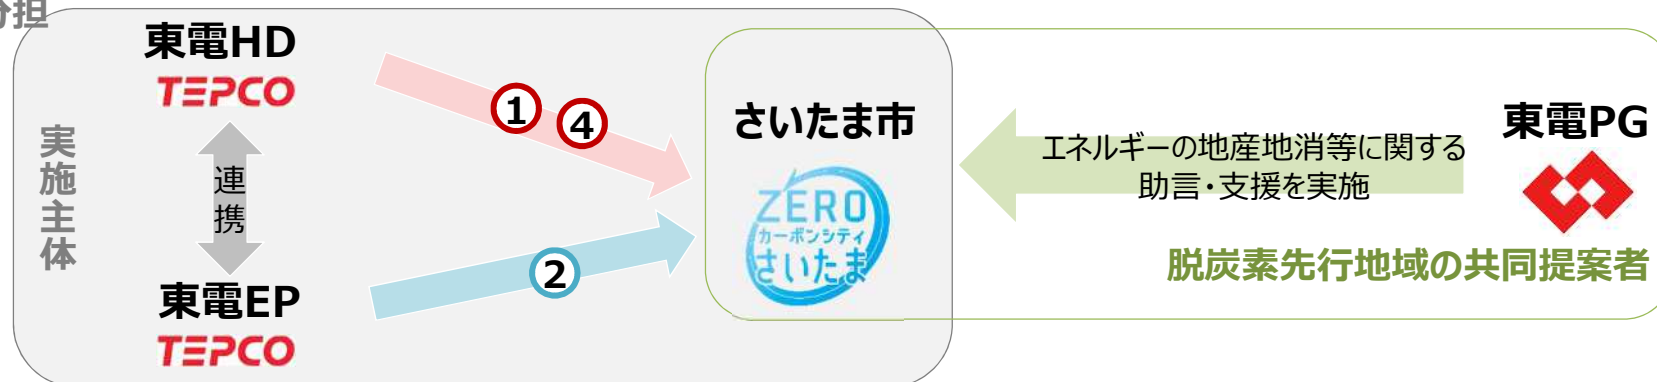 分担
東電HD
TEPCO
実施主体
連携
東電EP
TEPCO
① ④
②
さいたま市
ZERO
カーボンシティ
さいたま
エネルギーの地産地消等に関する
助言・支援を実施
東電PG
脱炭素先行地域の共同提案者